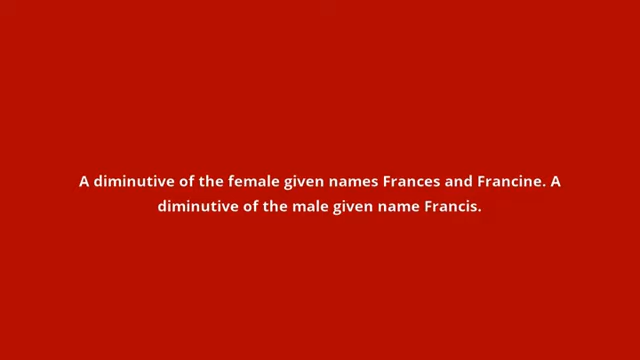 A diminutive of the female given names Frances and Francine. A
diminutive of the male given name Francis.